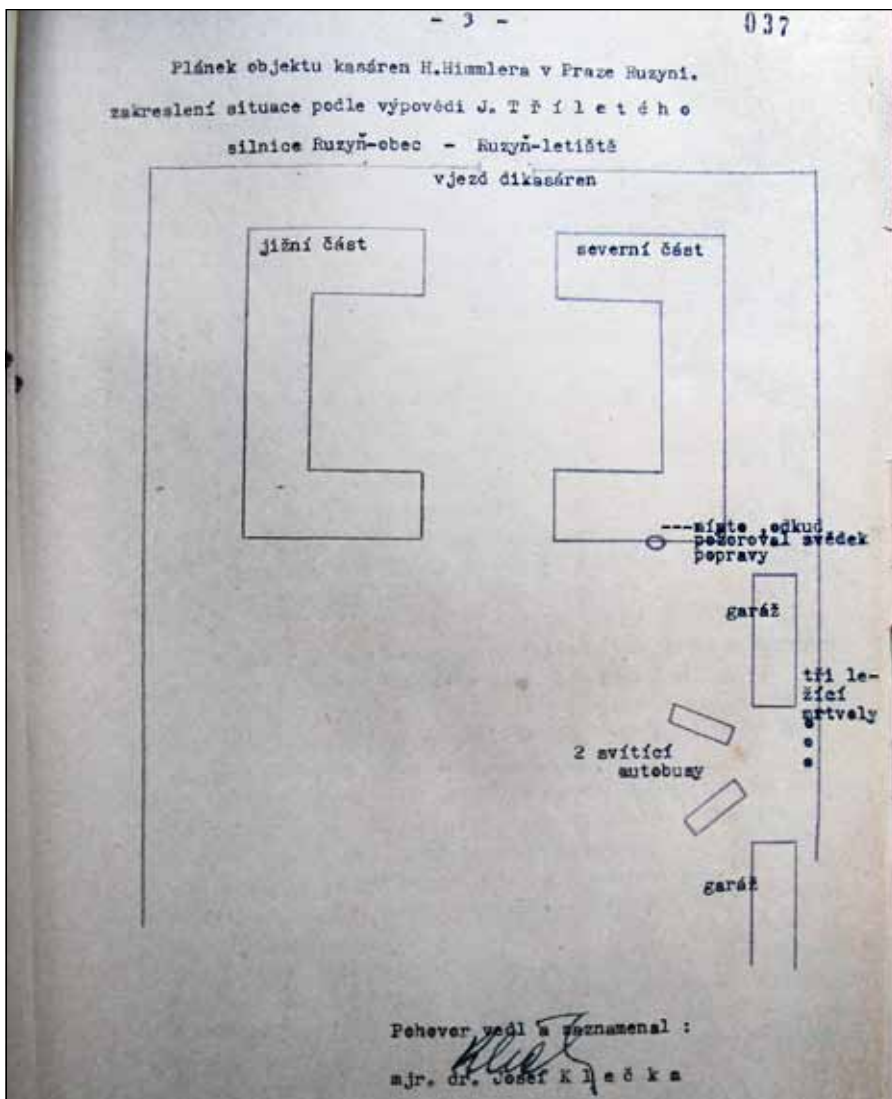 - 3 -
037
Plánek objektu kasáren H.Himmlera v Praze Ruzyni.
zakreslení situace podle výpovědi J. T ř í l e t é h o
silnice Ruzyň-obec - Ruzyň-letiště
vjezd dikasáren
jižní část
severní část
---místo odkud
pozoroval svědek
popravy
garáž
tři le-
žící
mrtvoly
2 svítící
autobusy
garáž
Pohovor vedl a zaznamenal :
mjr. dr. Josef K l e č k a